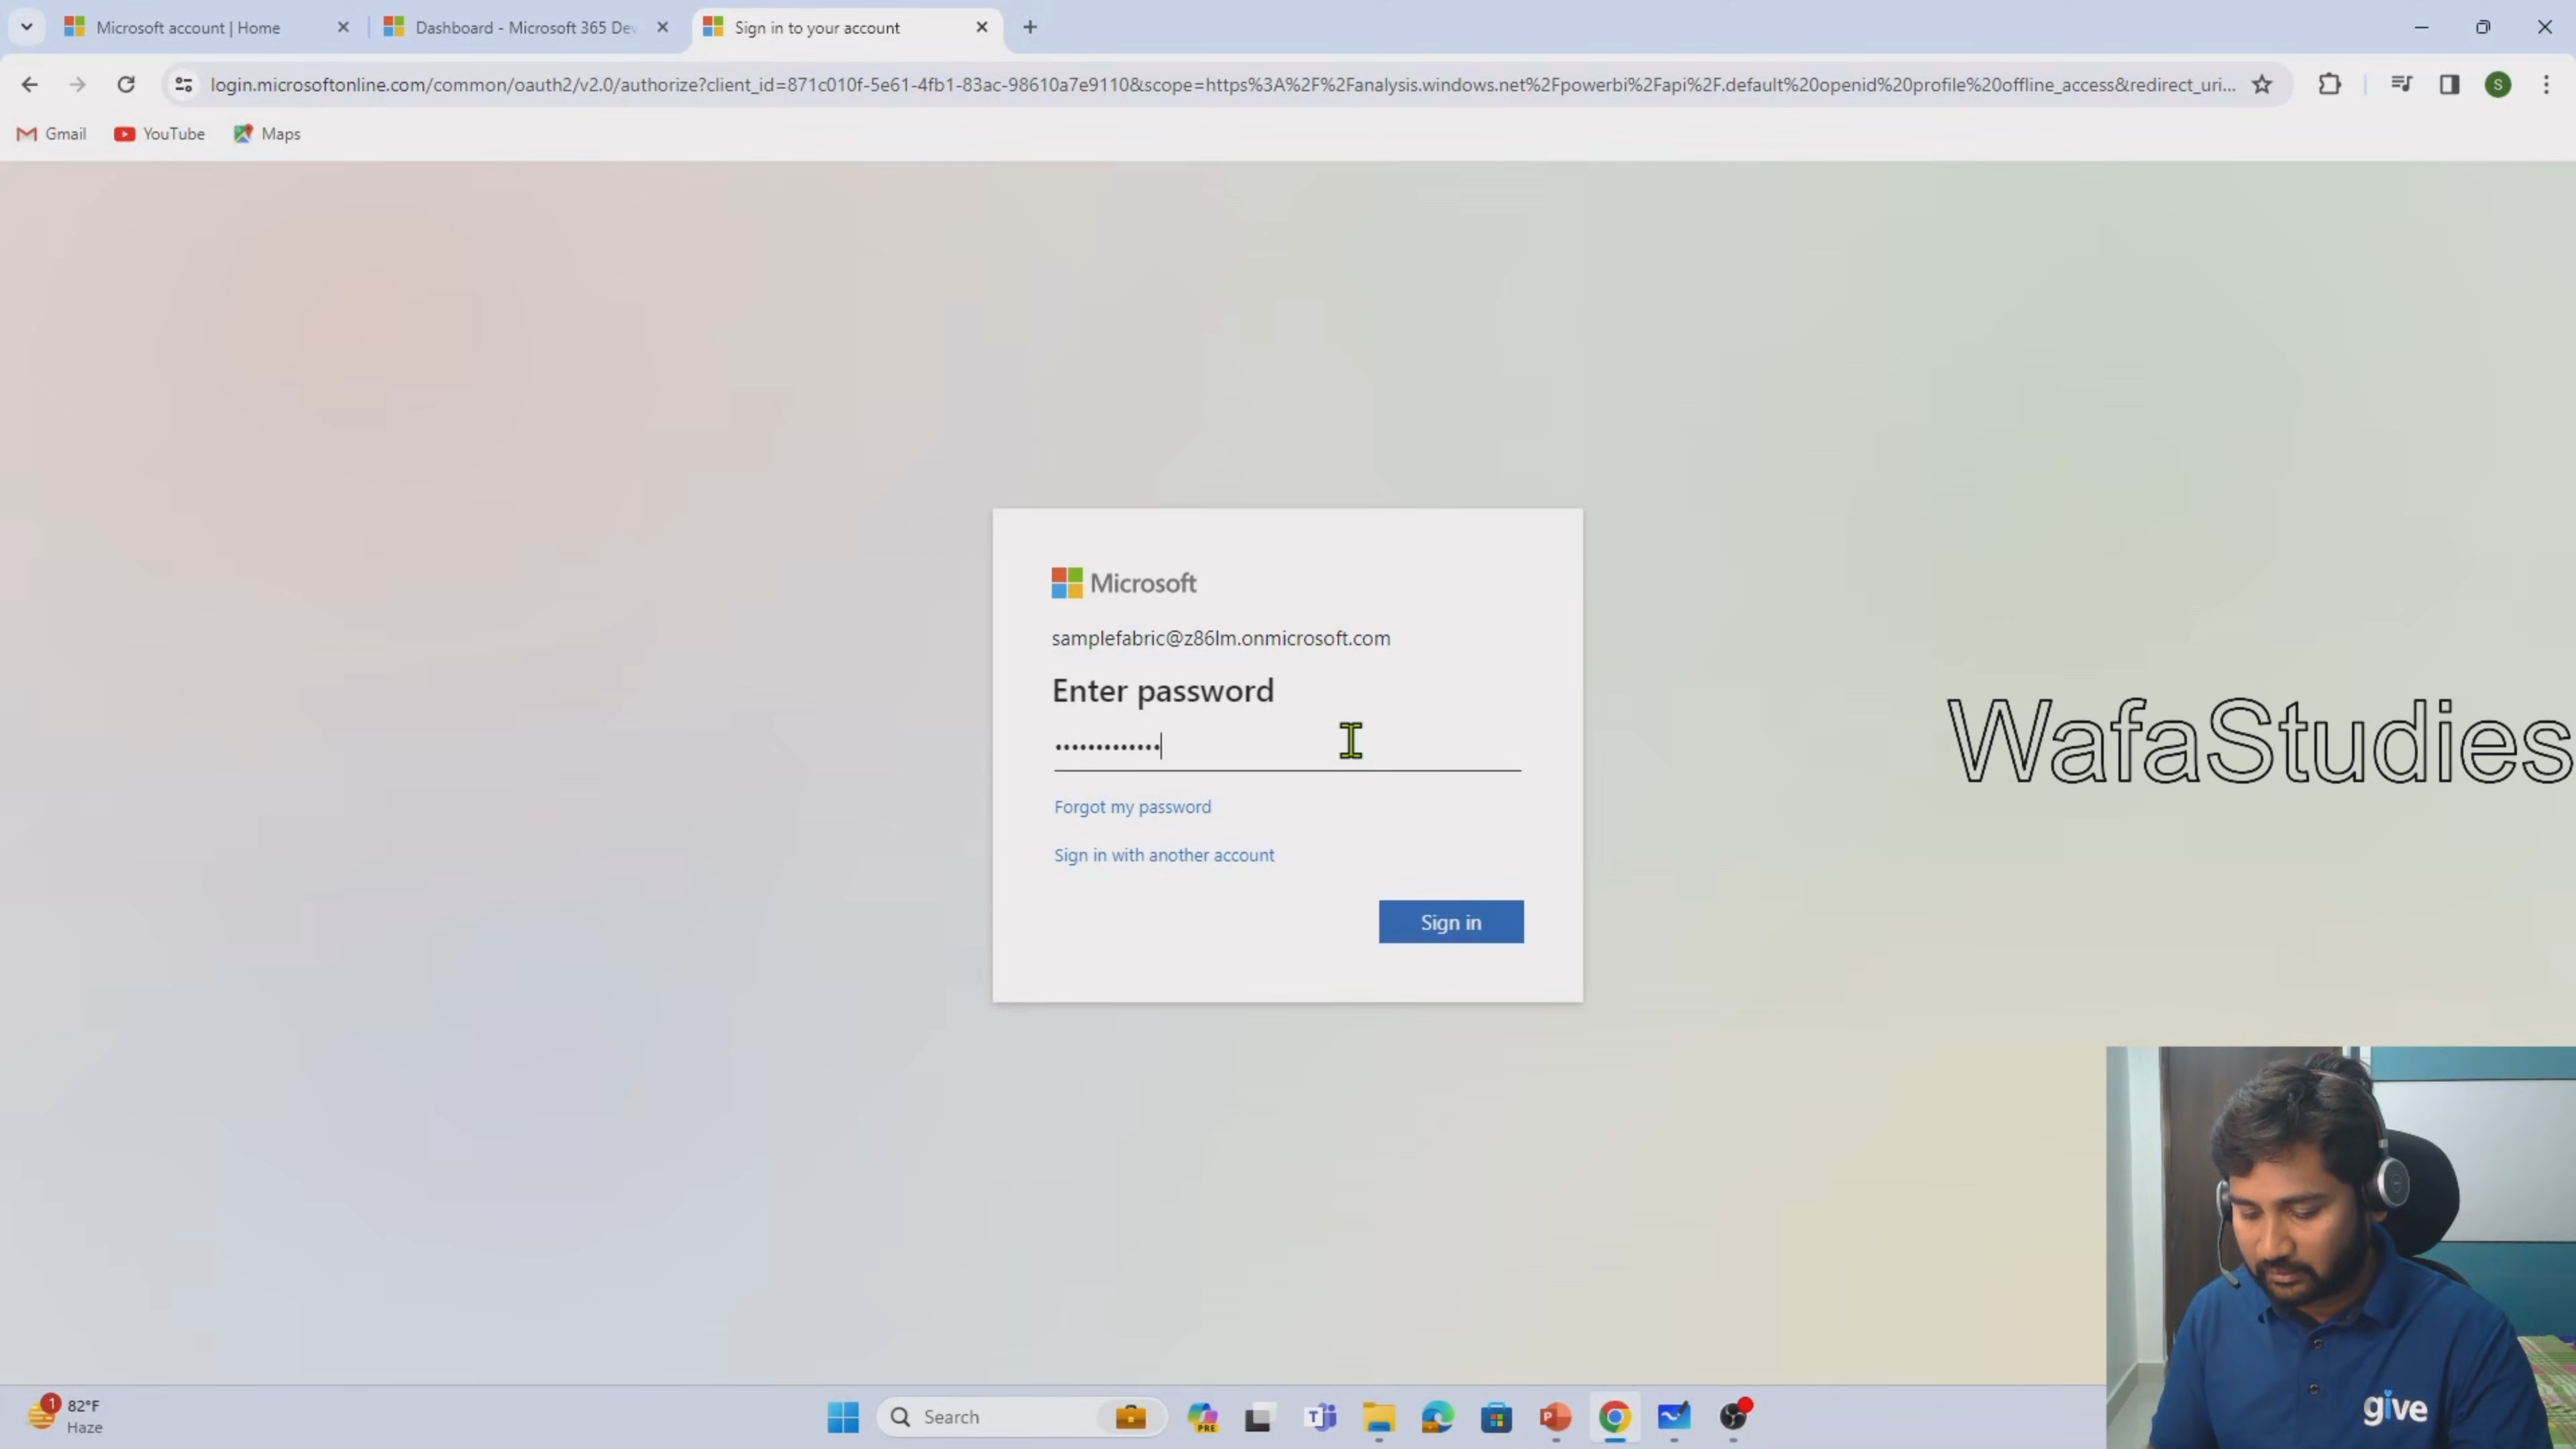 Microsoft account | Home
Dashboard - Microsoft 365 Dev
Sign in to your account
login.microsoftonline.com/common/oauth2/v2.0/authorize?client_id=871c010f-5e61-4fb1-83ac-98610a7e9110&scope=https%3A%2F%2Fanalysis.windows.net%2Fpowerbi%2Fapi%2F.default%20openid%20profile%20offline_access&redirect_uri...
S
Gmail
YouTube
Maps
Microsoft
samplefabric@z86lm.onmicrosoft.com
Enter password
•••••••••••••
Forgot my password
Sign in with another account
Sign in
WafaStudies
give
1
82°F
Haze
Search
PRE